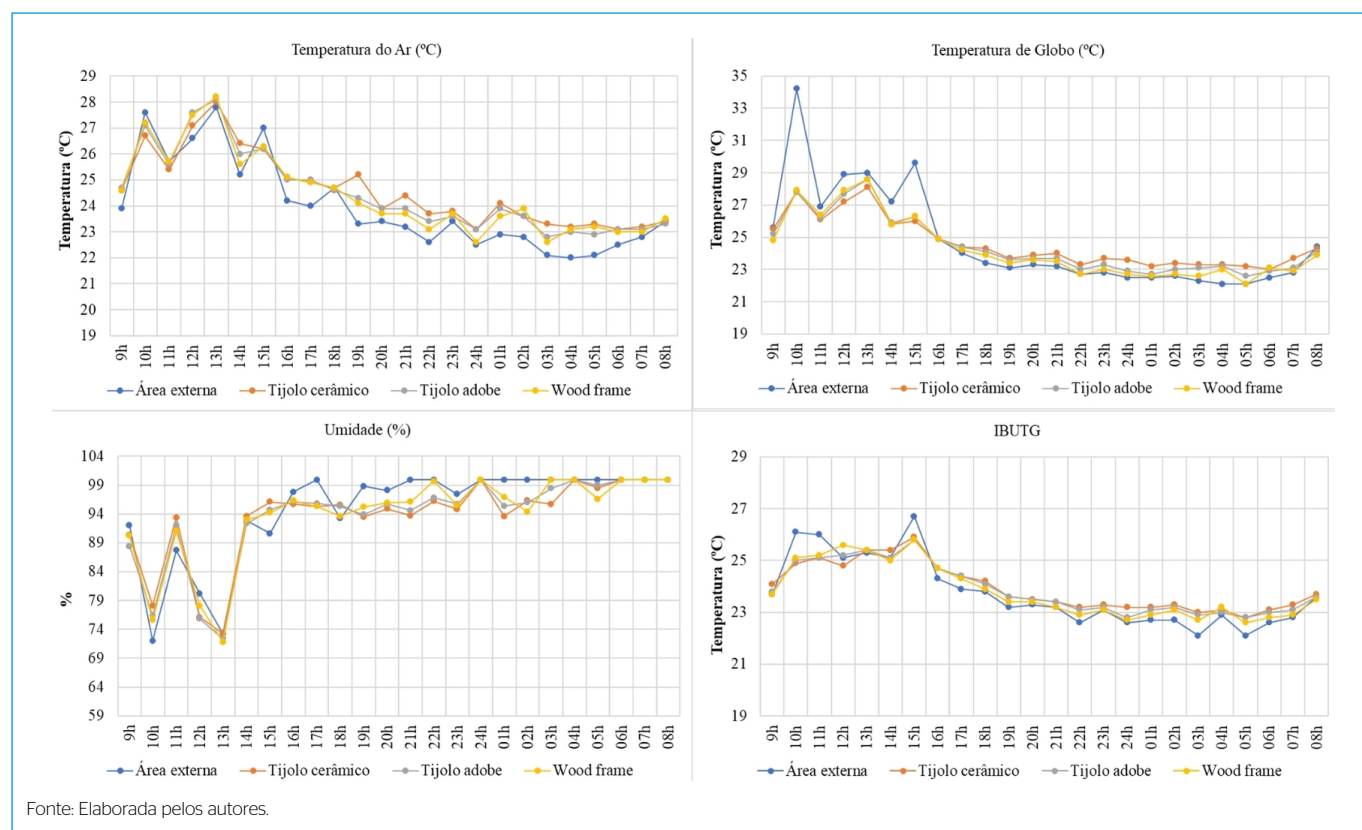 Temperatura do Ar (ºC)
Temperatura (ºC)
29
28
27
26
25
24
23
22
21
20
19
9h 10h 11h 12h 13h 14h 15h 16h 17h 18h 19h 20h 21h 22h 23h 24h 01h 02h 03h 04h 05h 06h 07h 08h
Área externa Tijolo cerâmico Tijolo adobe Wood frame
Temperatura de Globo (ºC)
Temperatura (ºC)
35
33
31
29
27
25
23
21
19
9h 10h 11h 12h 13h 14h 15h 16h 17h 18h 19h 20h 21h 22h 23h 24h 01h 02h 03h 04h 05h 06h 07h 08h
Área externa Tijolo cerâmico Tijolo adobe Wood frame
Umidade (%)
%
104
99
94
89
84
79
74
69
64
59
9h 10h 11h 12h 13h 14h 15h 16h 17h 18h 19h 20h 21h 22h 23h 24h 01h 02h 03h 04h 05h 06h 07h 08h
Área externa Tijolo cerâmico Tijolo adobe Wood frame
IBUTG
Temperatura (ºC)
29
27
25
23
21
19
9h 10h 11h 12h 13h 14h 15h 16h 17h 18h 19h 20h 21h 22h 23h 24h 01h 02h 03h 04h 05h 06h 07h 08h
Área externa Tijolo cerâmico Tijolo adobe Wood frame
Fonte: Elaborada pelos autores.